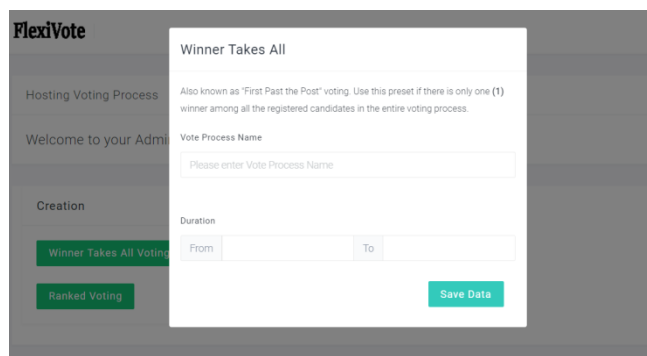 FlexiVote
Winner Takes All
Also known as "First Past the Post" voting. Use this preset if there is only one (1)
winner among all the registered candidates in the entire voting process.
Hosting Voting Process
Welcome to your Admi
Vote Process Name
Please enter Vote Process Name
Creation
Duration
From
To
Winner Takes All Voting
Ranked Voting
Save Data